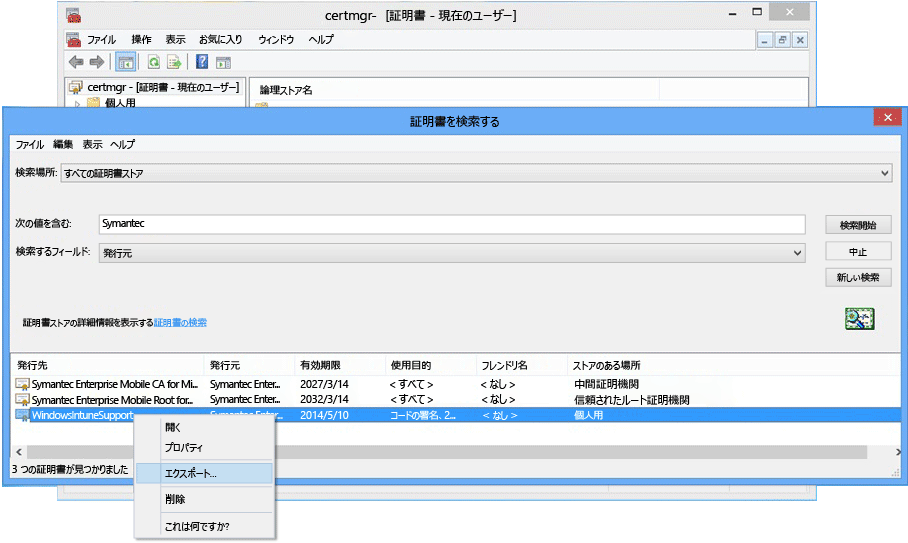 certmgr- [証明書 - 現在のユーザー]
ファイル 操作 表示 お気に入り ウィンドウ ヘルプ
certmgr - [証明書 - 現在のユーザー] 論理ストア名
個人用
証明書を検索する
ファイル 編集 表示 ヘルプ
検索場所: すべての証明書ストア
次の値を含む: Symantec 検索開始
検索するフィールド: 発行元 中止
新しい検索
証明書ストアの詳細情報を表示する証明書の検索
発行先 発行元 有効期限 使用目的 フレンドリ名 ストアのある場所
Symantec Enterprise Mobile CA for Mi... Symantec Enter... 2027/3/14 <すべて> <なし> 中間証明機関
Symantec Enterprise Mobile Root for... Symantec Enter... 2032/3/14 <すべて> <なし> 信頼されたルート証明機関
WindowsIntuneSupport 2014/5/10 コードの署名、2... <なし> 個人用
開く
プロパティ
3 つの証明書が見つかりました
エクスポート...
削除
これは何ですか?